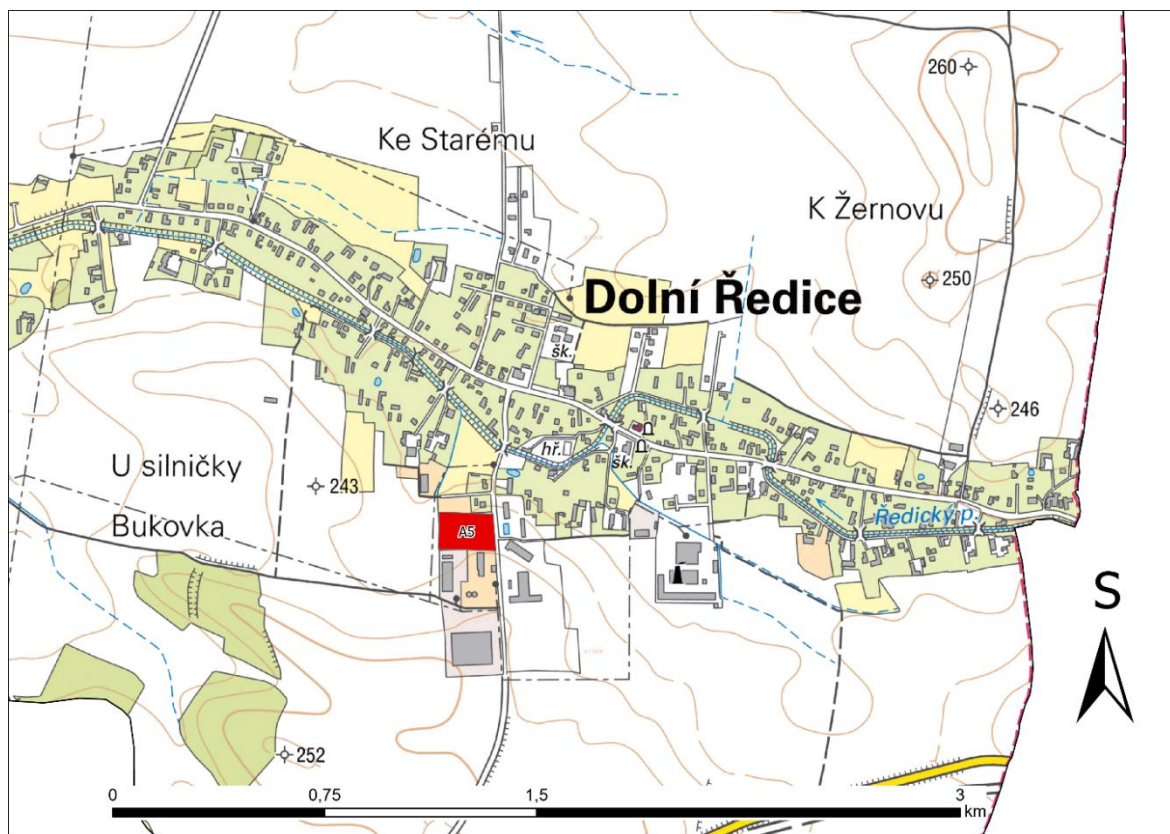 260
Ke Starému
K Žernovu
250
Dolní Ředice
šk.
246
hř.
šk.
U silničky
243
Ředický p.
Bukovka
A5
S
252
0
0,75
1,5
3
km